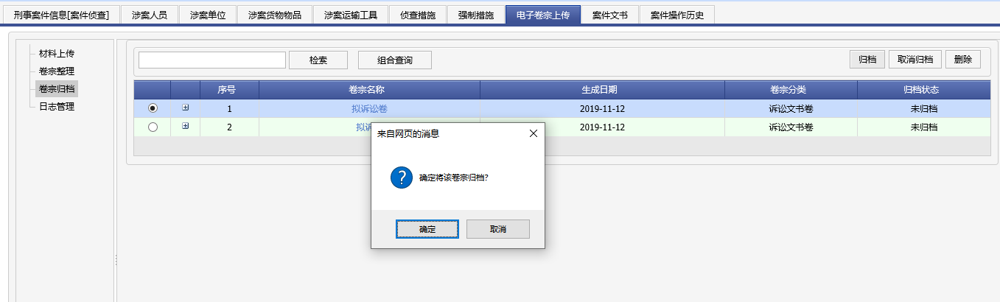 刑事案件信息[案件侦查] 涉案人员 涉案单位 涉案货物物品 涉案运输工具 侦查措施 强制措施 电子卷宗上传 案件文书 案件操作历史
材料上传
卷宗整理
卷宗归档
日志管理
检索 组合查询 归档 取消归档 删除
序号 卷宗名称 生成日期 卷宗分类 归档状态
1 拟诉讼卷 2019-11-12 诉讼文书卷 未归档
2 拟诉 2019-11-12 诉讼文书卷 未归档
来自网页的消息
确定将该卷宗归档?
确定 取消